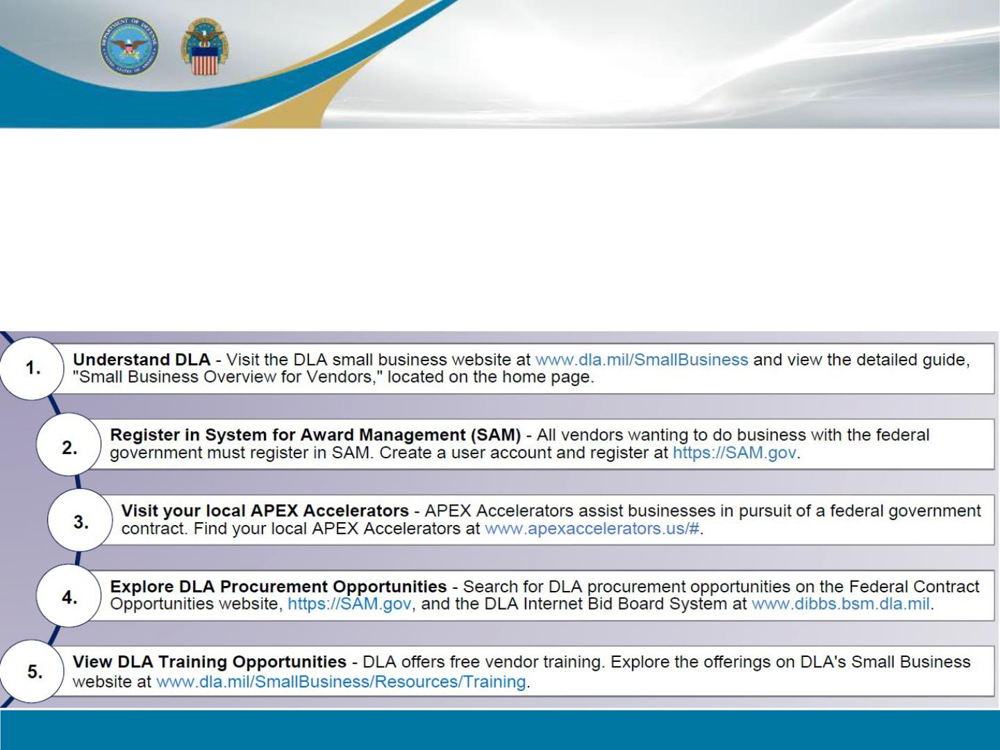 DEPARTMENT OF DEFENSE
UNITED STATES OF AMERICA
1.
Understand DLA - Visit the DLA small business website at www.dla.mil/SmallBusiness and view the detailed guide,
"Small Business Overview for Vendors," located on the home page.
2.
Register in System for Award Management (SAM) - All vendors wanting to do business with the federal
government must register in SAM. Create a user account and register at https://SAM.gov.
3.
Visit your local APEX Accelerators - APEX Accelerators assist businesses in pursuit of a federal government
contract. Find your local APEX Accelerators at www.apexaccelerators.us/#.
4.
Explore DLA Procurement Opportunities - Search for DLA procurement opportunities on the Federal Contract
Opportunities website, https://SAM.gov, and the DLA Internet Bid Board System at www.dibbs.bsm.dla.mil.
5.
View DLA Training Opportunities - DLA offers free vendor training. Explore the offerings on DLA's Small Business
website at www.dla.mil/SmallBusiness/Resources/Training.